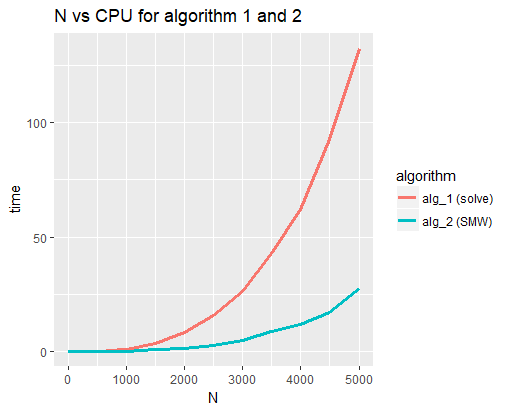 N vs CPU for algorithm 1 and 2
time
100
50
0
0 1000 2000 3000 4000 5000
N
algorithm
alg_1 (solve)
alg_2 (SMW)